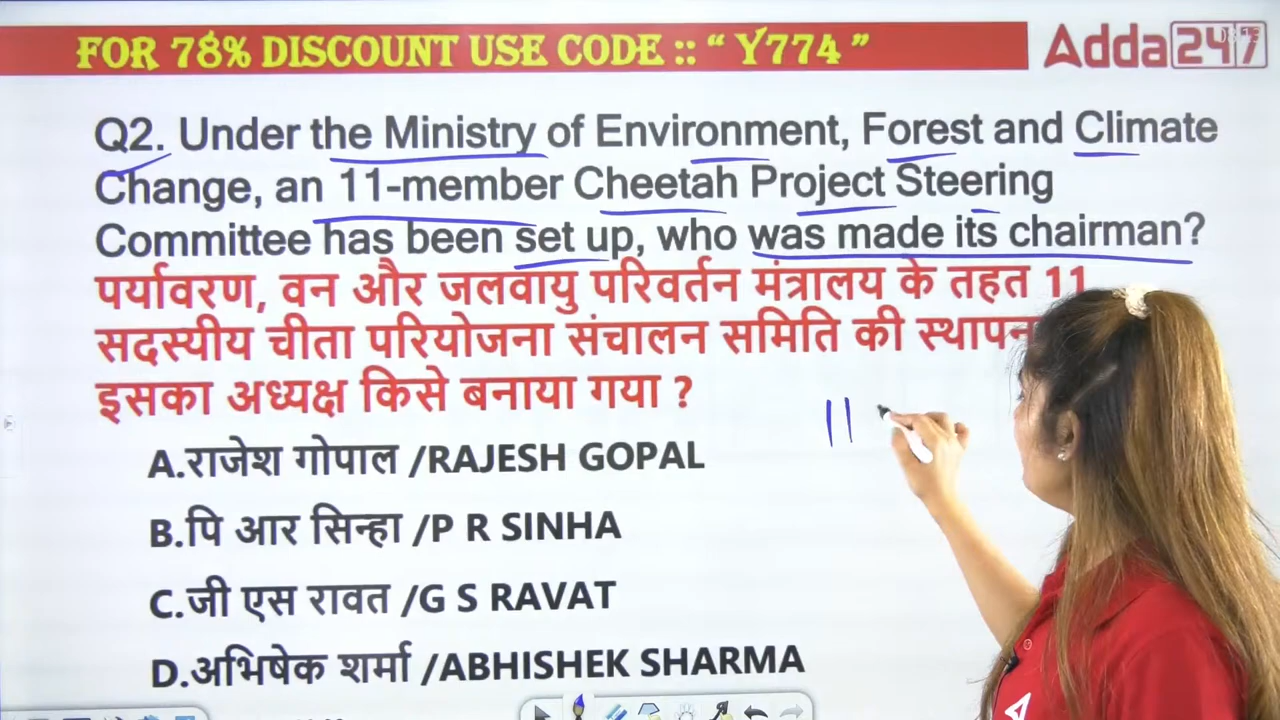 FOR 78% DISCOUNT USE CODE :: “ Y774 ”
Adda247
Q2. Under the Ministry of Environment, Forest and Climate
Change, an 11-member Cheetah Project Steering
Committee has been set up, who was made its chairman?
पर्यावरण, वन और जलवायु परिवर्तन मंत्रालय के तहत 11
सदस्यीय चीता परियोजना संचालन समिति की स्थापन
इसका अध्यक्ष किसे बनाया गया ?
11
A.राजेश गोपाल /RAJESH GOPAL
B.पि आर सिन्हा /P R SINHA
C.जी एस रावत /G S RAVAT
D.अभिषेक शर्मा /ABHISHEK SHARMA